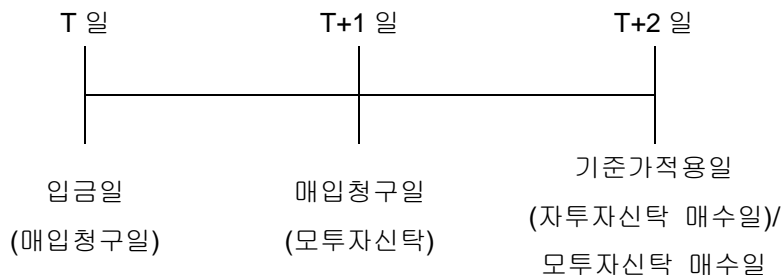 T 일
T+1 일
T+2 일
입금일
(매입청구일)
매입청구일
(모투자신탁)
기준가적용일
(자투자신탁 매수일)/
모투자신탁 매수일